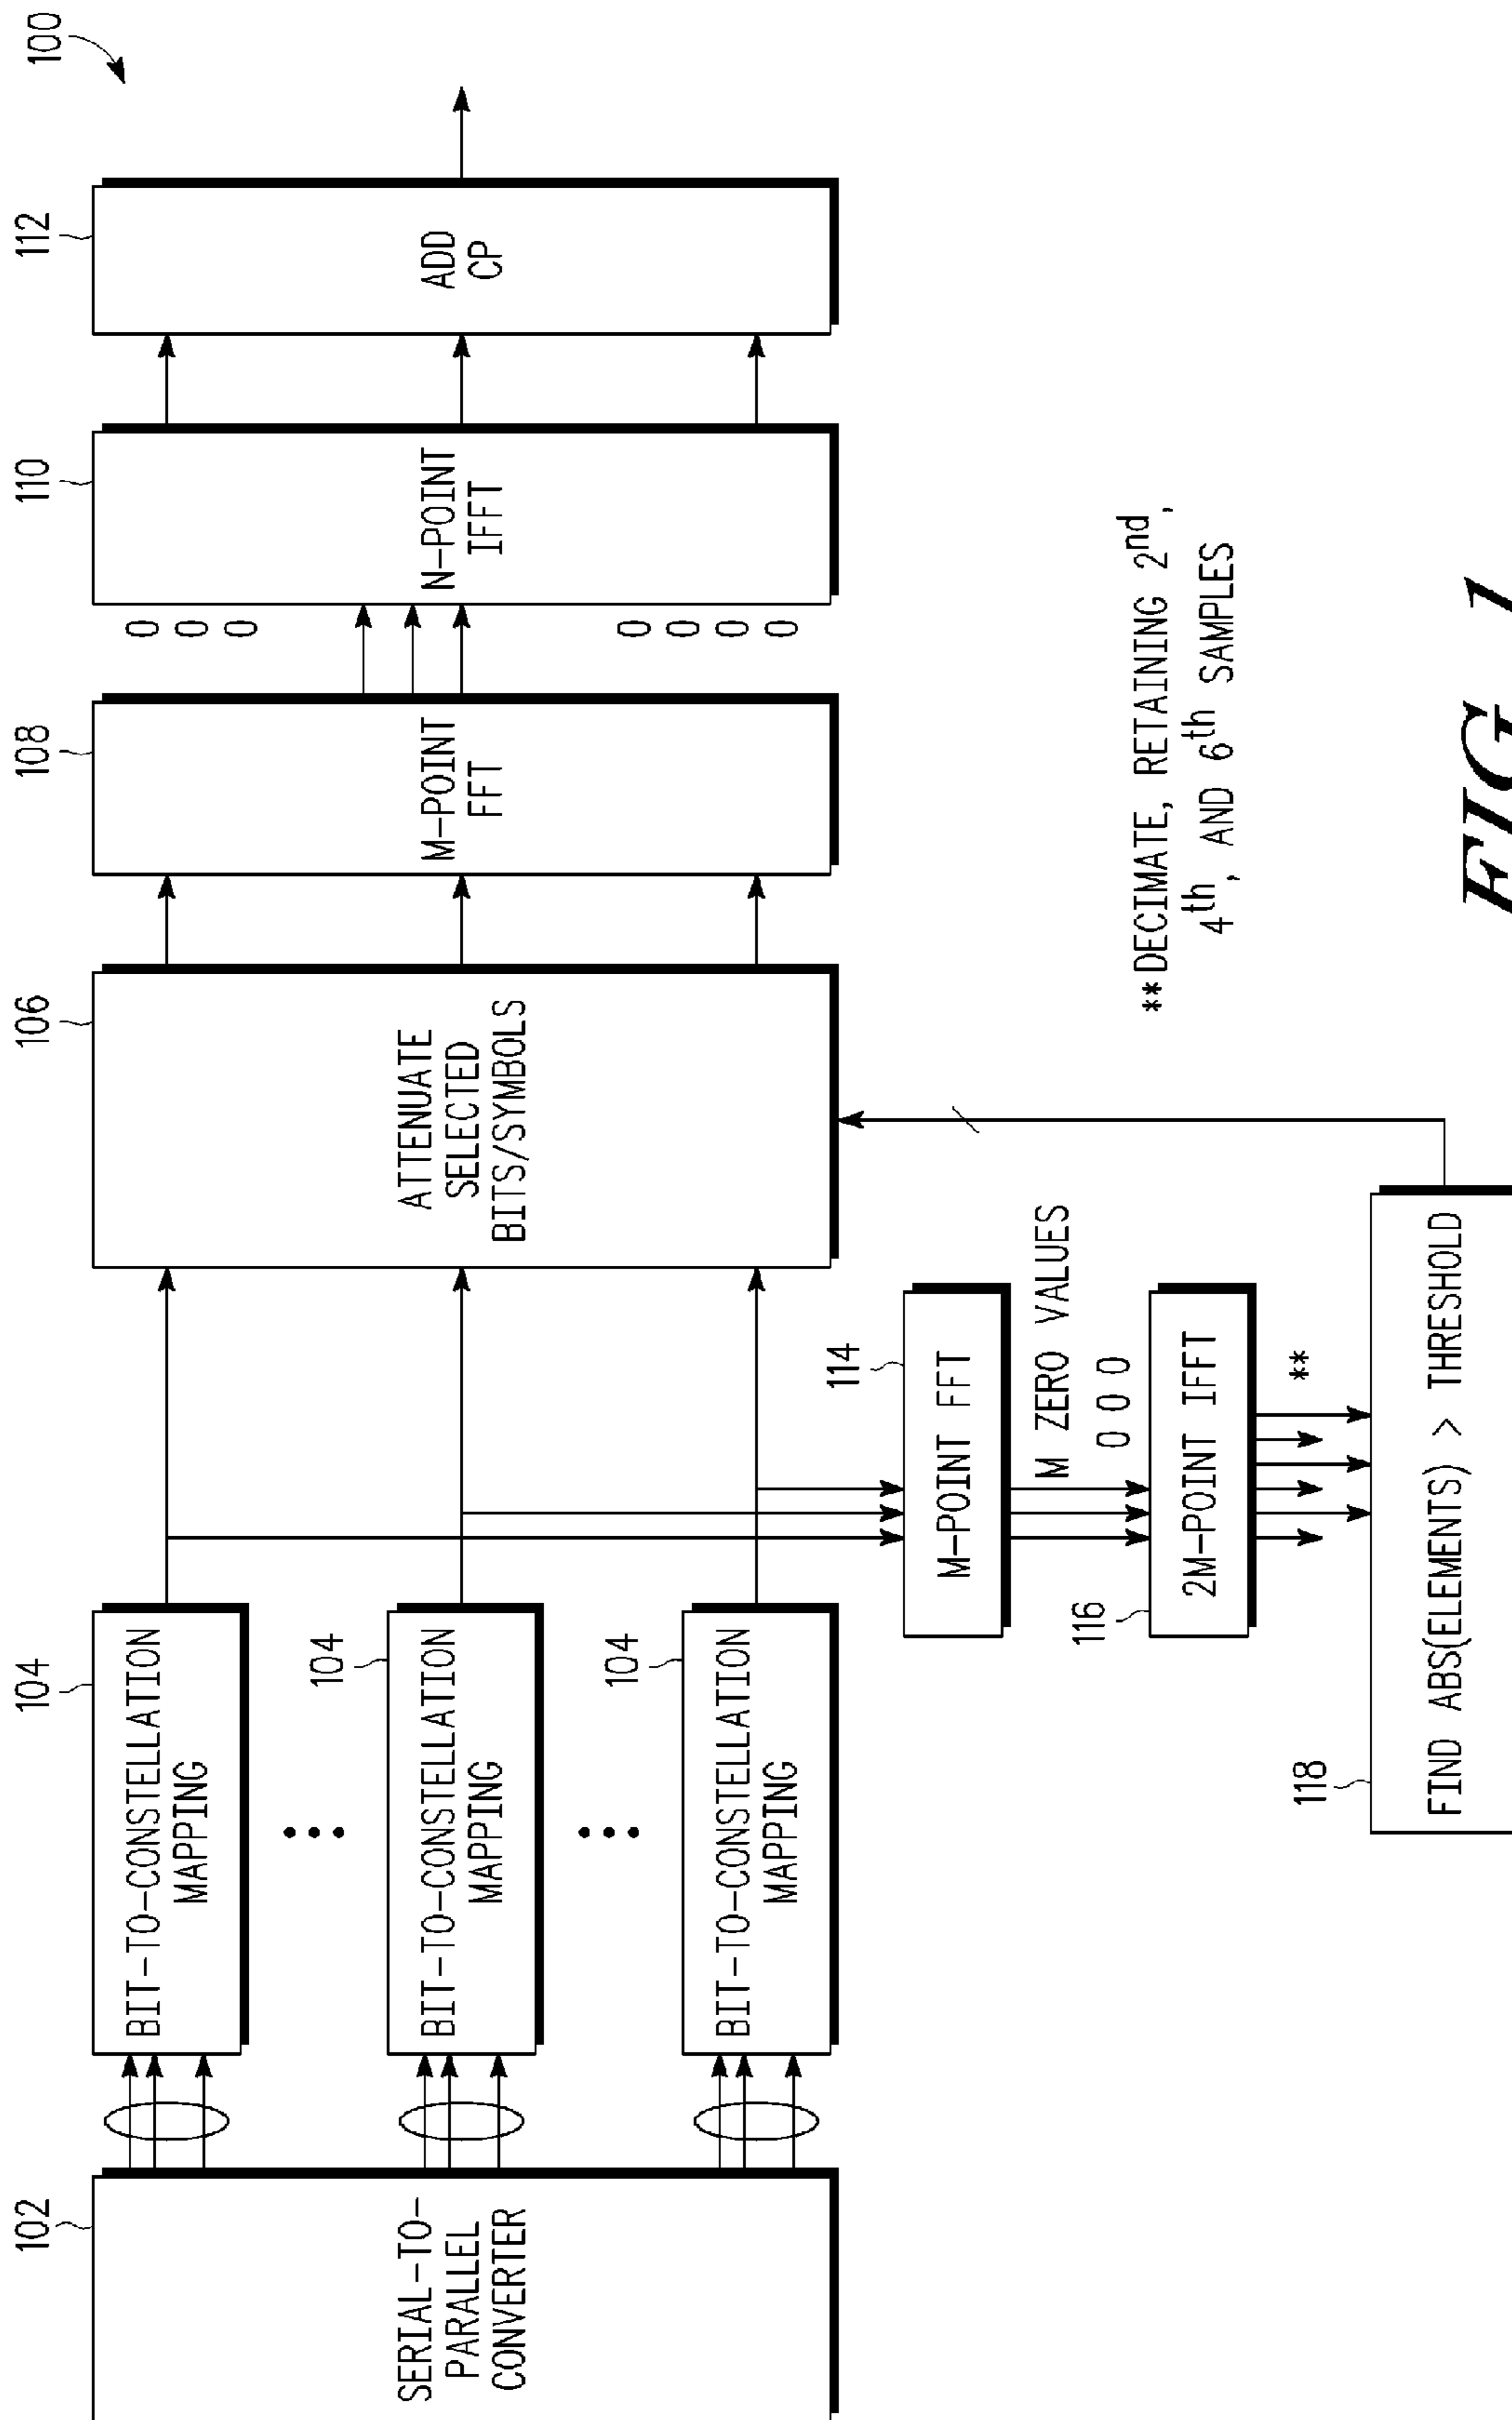 100
102
SERIAL-TO-
PARALLEL
CONVERTER
104
BIT-TO-CONSTELLATION
MAPPING
104
BIT-TO-CONSTELLATION
MAPPING
104
BIT-TO-CONSTELLATION
MAPPING
106
ATTENUATE
SELECTED
BITS/SYMBOLS
108
M-POINT
FFT
0
0
0
0
0
0
0
110
N-POINT
IFFT
112
ADD
CP
114
M-POINT FFT
M ZERO VALUES
0 0 0
116
2M-POINT IFFT
**
118
FIND ABS(ELEMENTS) > THRESHOLD
**DECIMATE, RETAINING 2nd,
4th, AND 6th SAMPLES
FIG. 1